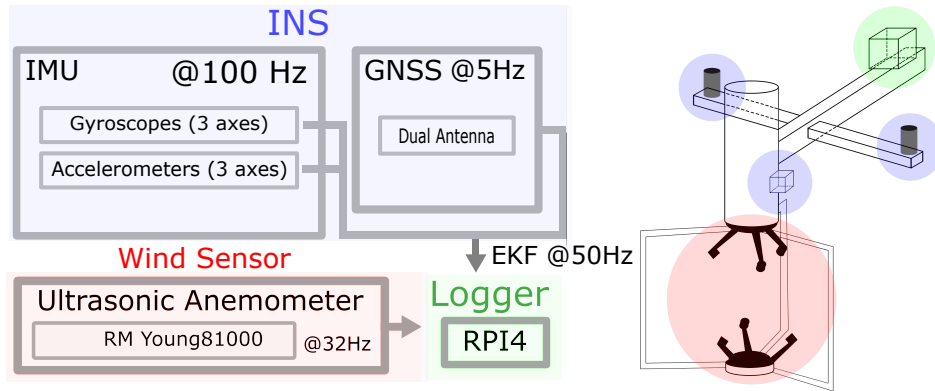 INS
IMU @100 Hz
GNSS @5Hz
Gyroscopes (3 axes)
Dual Antenna
Accelerometers (3 axes)
EKF @50Hz
Wind Sensor
Ultrasonic Anemometer
RM Young81000 @32Hz
Logger
RPI4